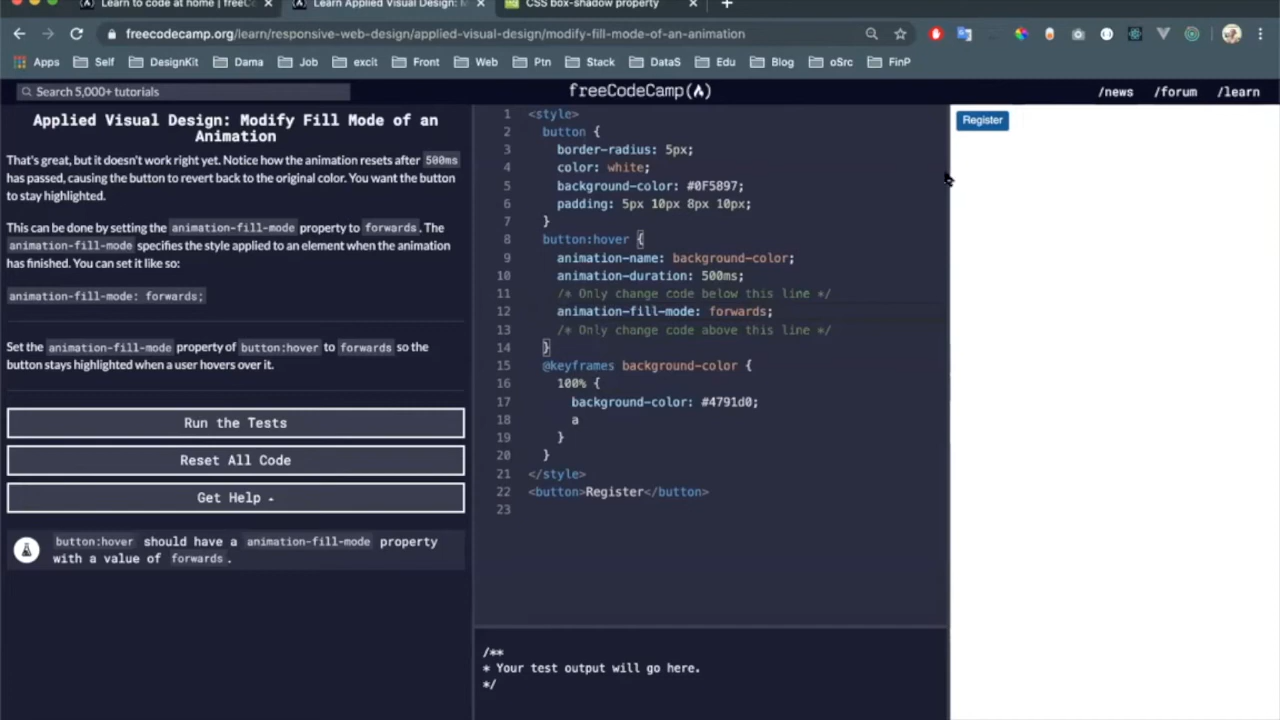 Learn to code at home | freeC
Learn Applied Visual Design: M
CSS box-shadow property
freecodecamp.org/learn/responsive-web-design/applied-visual-design/modify-fill-mode-of-an-animation
Apps Self DesignKit Dama Job excit Front Web Ptn Stack DataS Edu Blog oSrc FinP
Search 5,000+ tutorials
freeCodeCamp
/news /forum /learn
Applied Visual Design: Modify Fill Mode of an
Animation
That's great, but it doesn't work right yet. Notice how the animation resets after 500ms
has passed, causing the button to revert back to the original color. You want the button
to stay highlighted.
This can be done by setting the animation-fill-mode property to forwards. The
animation-fill-mode specifies the style applied to an element when the animation
has finished. You can set it like so:
animation-fill-mode: forwards;
Set the animation-fill-mode property of button:hover to forwards so the
button stays highlighted when a user hovers over it.
Run the Tests
Reset All Code
Get Help -
button:hover should have a animation-fill-mode property
with a value of forwards.
1 <style>
2 button {
3 border-radius: 5px;
4 color: white;
5 background-color: #0F5897;
6 padding: 5px 10px 8px 10px;
7 }
8 button:hover {
9 animation-name: background-color;
10 animation-duration: 500ms;
11 /* Only change code below this line */
12 animation-fill-mode: forwards;
13 /* Only change code above this line */
14 }
15 @keyframes background-color {
16 100% {
17 background-color: #4791d0;
18 a
19 }
20 }
21 </style>
22 <button>Register</button>
23
/**
* Your test output will go here.
*/
Register